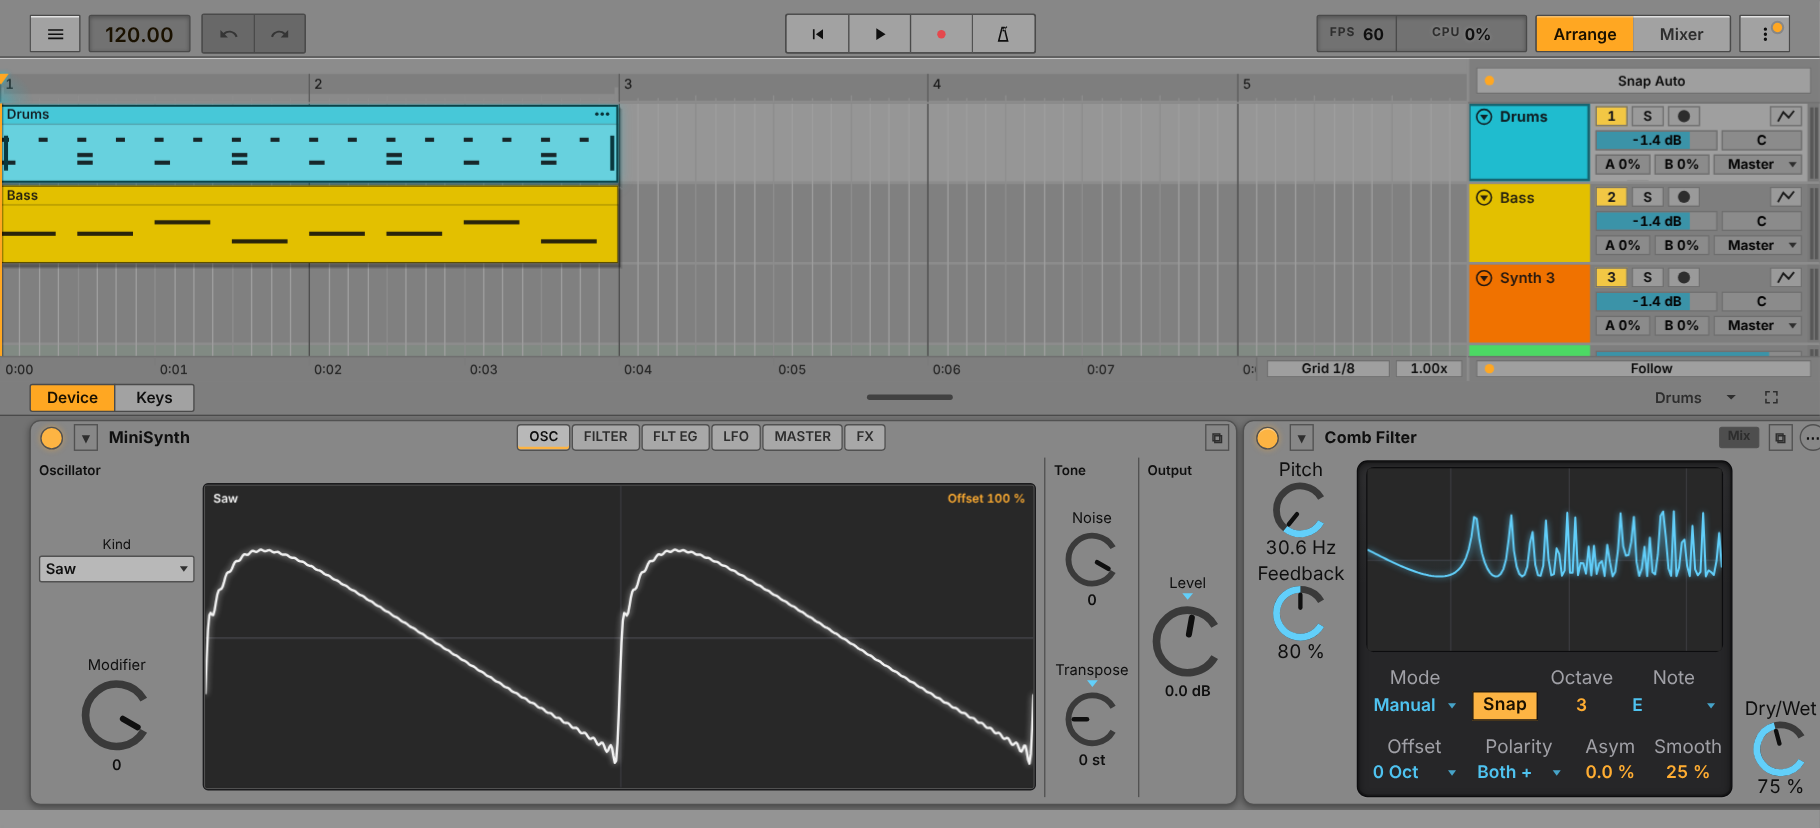 120.00
FPS 60
CPU 0%
Arrange
Mixer
1
2
3
4
5
Snap Auto
Drums
Drums
1
S
-1.4 dB
C
A 0%
B 0%
Master
Bass
Bass
2
S
-1.4 dB
C
A 0%
B 0%
Master
Synth 3
3
S
-1.4 dB
C
A 0%
B 0%
Master
0:00
0:01
0:02
0:03
0:04
0:05
0:06
0:07
0:
Grid 1/8
1.00x
Follow
Device
Keys
Drums
MiniSynth
OSC
FILTER
FLT EG
LFO
MASTER
FX
Oscillator
Kind
Saw
Modifier
0
Saw
Offset 100 %
Tone
Noise
0
Transpose
0 st
Output
Level
0.0 dB
Comb Filter
Mix
Pitch
30.6 Hz
Feedback
80 %
Mode
Octave
Note
Manual
Snap
3
E
Offset
Polarity
Asym
Smooth
0 Oct
Both +
0.0 %
25 %
Dry/Wet
75 %